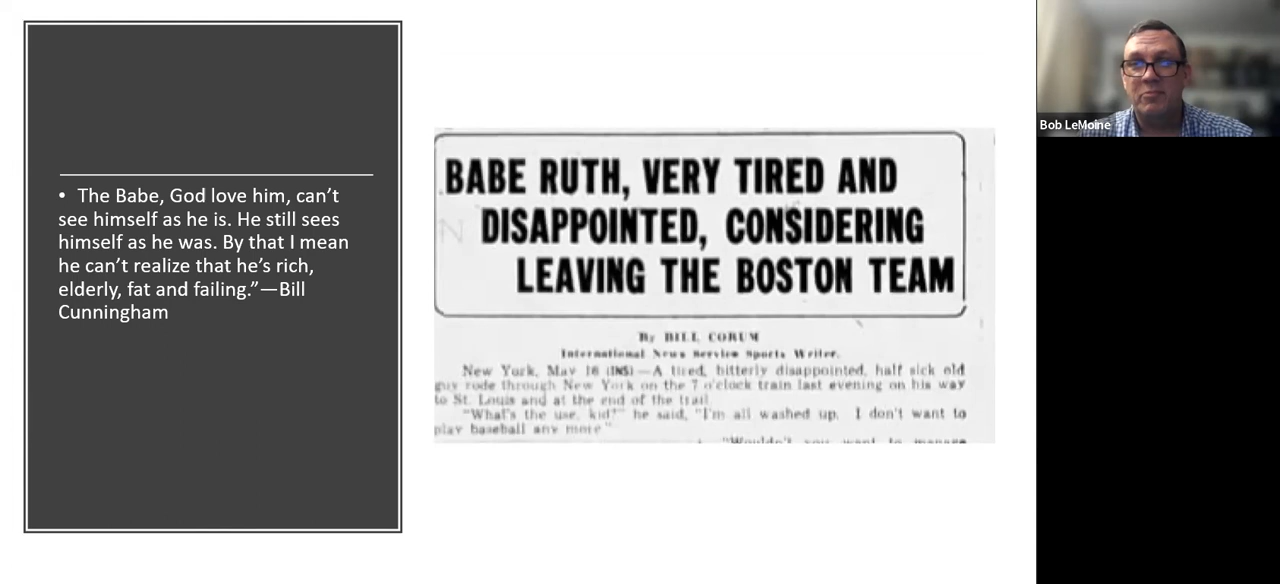 • The Babe, God love him, can’t
see himself as he is. He still sees
himself as he was. By that I mean
he can’t realize that he’s rich,
elderly, fat and failing.”—Bill
Cunningham
BABE RUTH, VERY TIRED AND
DISAPPOINTED, CONSIDERING
LEAVING THE BOSTON TEAM
By BILL CORUM
International News Service Sports Writer.
New York, May 16 (INS)—A tired, bitterly disappointed, half sick old
guy rode through New York on the 7 o'clock train last evening on his way
to St. Louis and at the end of the trail.
"What's the use, kid?" he said, "I'm all washed up. I don't want to
play baseball any more."
"Wouldn't you want to manage
Bob LeMoine